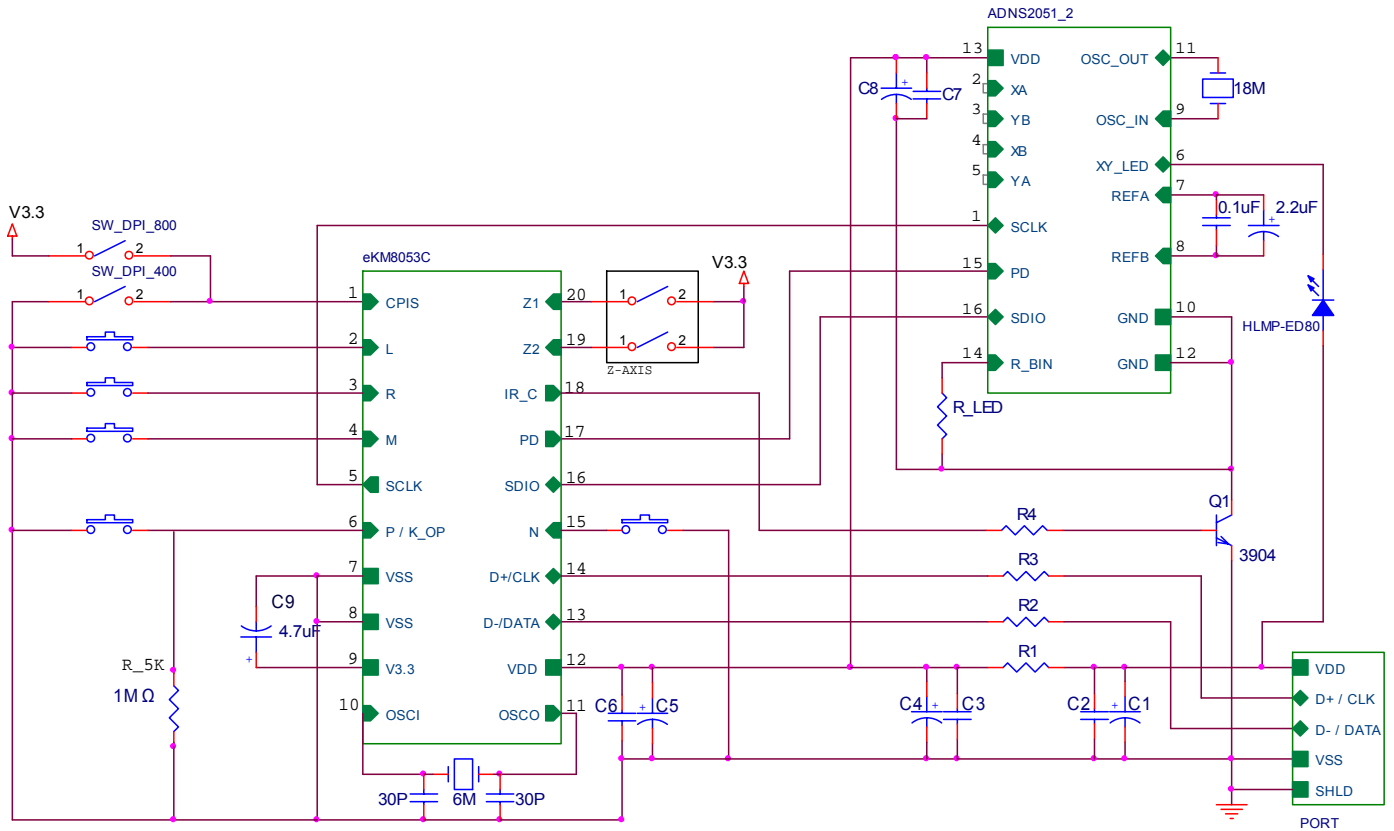 ADNS2051_2
13 VDD OSC_OUT 11
2 XA
18M
3 YB OSC_IN 9
4 XB
XY_LED 6
5 YA
REFA 7
0.1uF 2.2uF
1 SCLK
REFB 8
15 PD
16 SDIO GND 10
14 R_BIN GND 12
C8 + C7
+
HLMP-ED80
R_LED
V3.3
SW_DPI_800
1 2
SW_DPI_400
1 2
eKM8053C
V3.3
1 CPIS Z1 20
1 2
2 L Z2 19
1 2
Z-AXIS
3 R IR_C 18
4 M PD 17
5 SCLK SDIO 16
6 P / K_OP N 15
7 VSS D+/CLK 14
8 VSS D-/DATA 13
9 V3.3 VDD 12
10 OSCI OSCO 11
C9
4.7uF
+
R_5K
1M Ω
30P 6M 30P
R4
Q1
3904
R3
R2
R1
C6 + C5
C4 + C3
C2 + C1
VDD
D+ / CLK
D- / DATA
VSS
SHLD
PORT